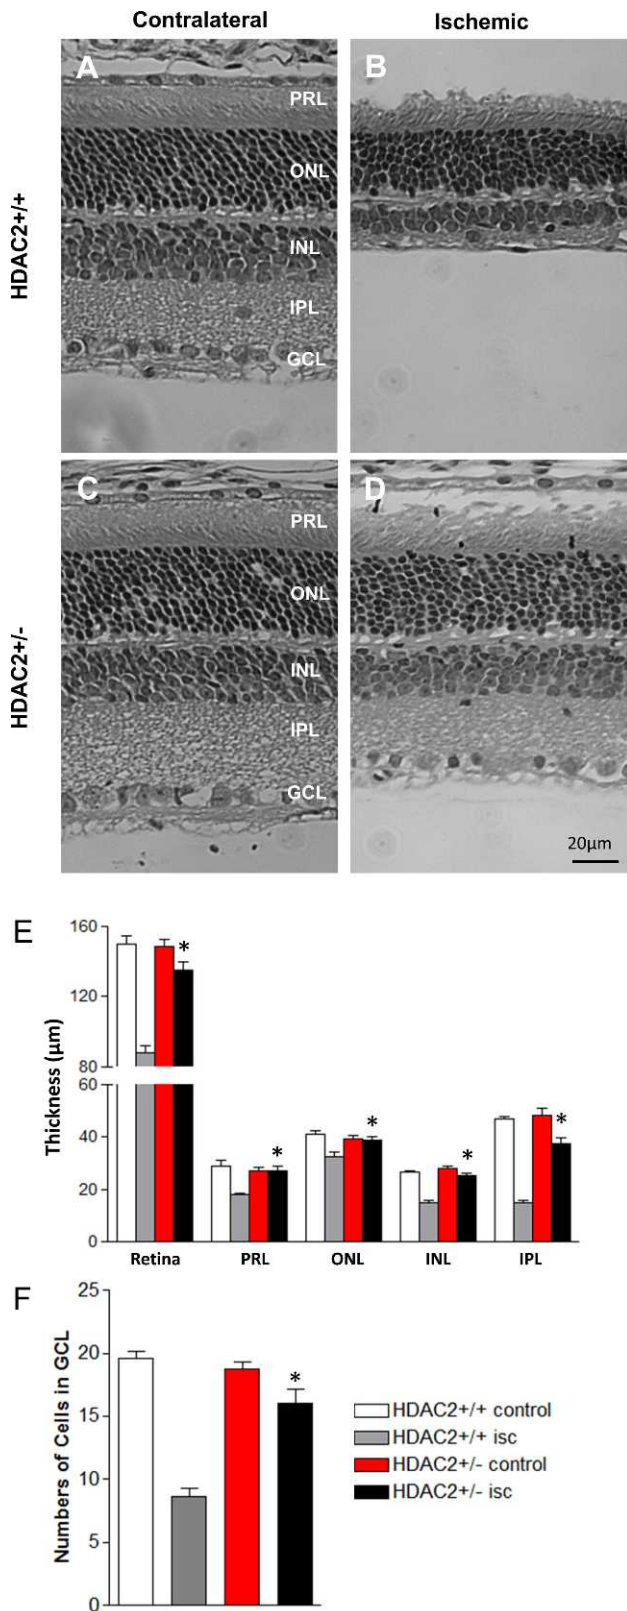 Contralateral Ischemic
HDAC2+/+
A
PRL
ONL
INL
IPL
GCL
B
HDAC2+/-
C
PRL
ONL
INL
IPL
GCL
D
20µm
E
Thickness (µm)
160
120
80
60
40
20
0
* * * * *
Retina PRL ONL INL IPL
F
Numbers of Cells in GCL
25
20
15
10
5
0
*
HDAC2+/+ control
HDAC2+/+ isc
HDAC2+/- control
HDAC2+/- isc